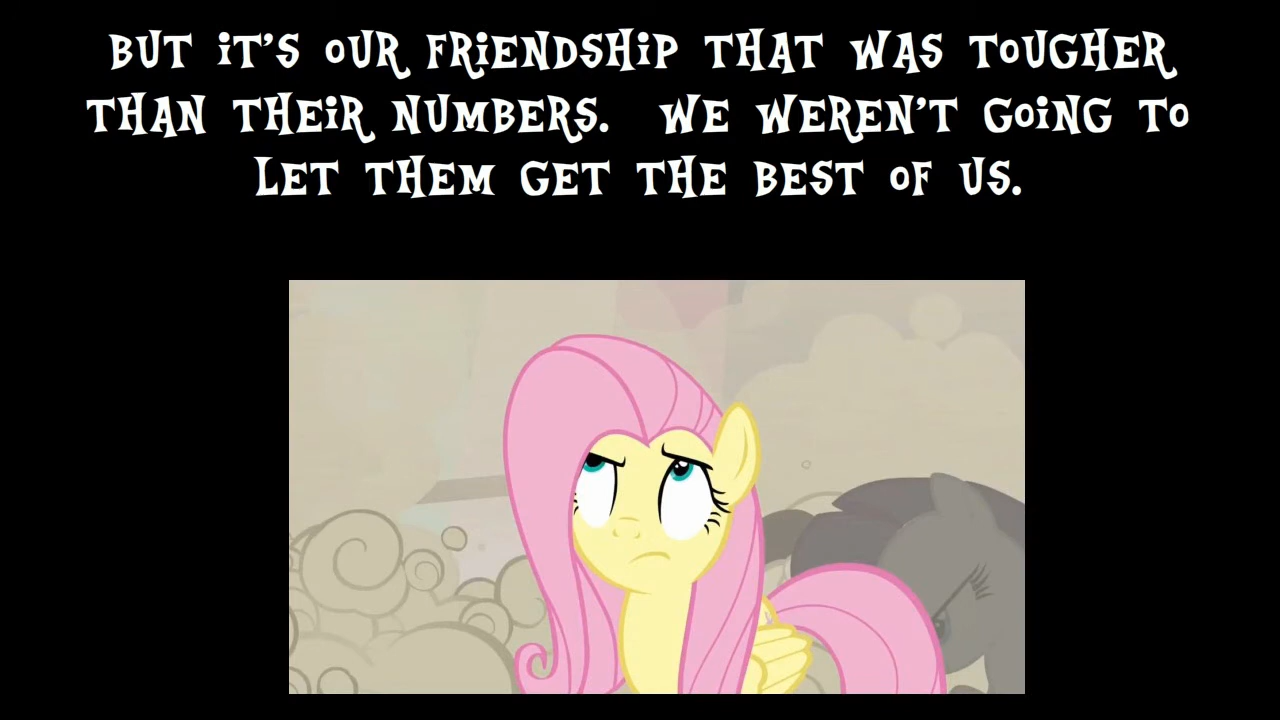 BUT IT'S OUR FRIENDSHIP THAT WAS TOUGHER
THAN THEIR NUMBERS. WE WEREN'T GOING TO
LET THEM GET THE BEST OF US.